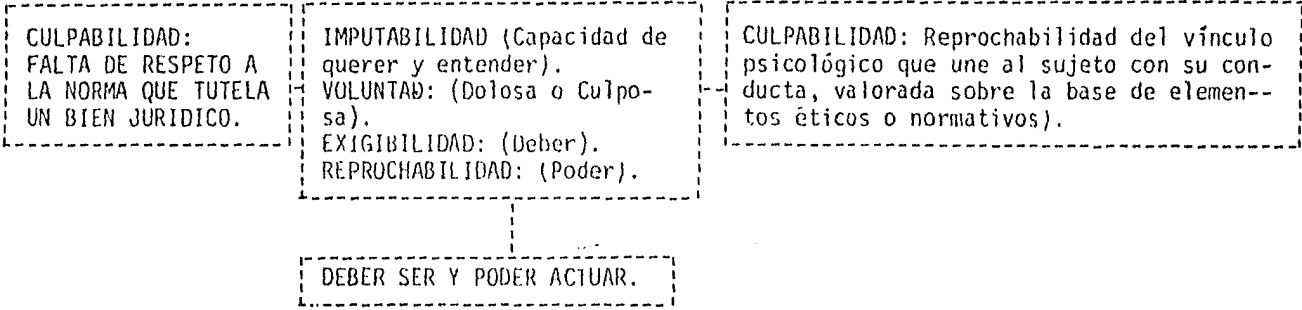 CULPABILIDAD:
FALTA DE RESPETO A
LA NORMA QUE TUTELA
UN BIEN JURIDICO.
IMPUTABILIDAD (Capacidad de
querer y entender).
VOLUNTAD: (Dolosa o Culpo-
sa).
EXIGIBILIDAD: (Deber).
REPROCHABILIDAD: (Poder).
CULPABILIDAD: Reprochabilidad del vínculo
psicológico que une al sujeto con su con-
ducta, valorada sobre la base de elemen--
tos éticos o normativos).
DEBER SER Y PODER ACTUAR.